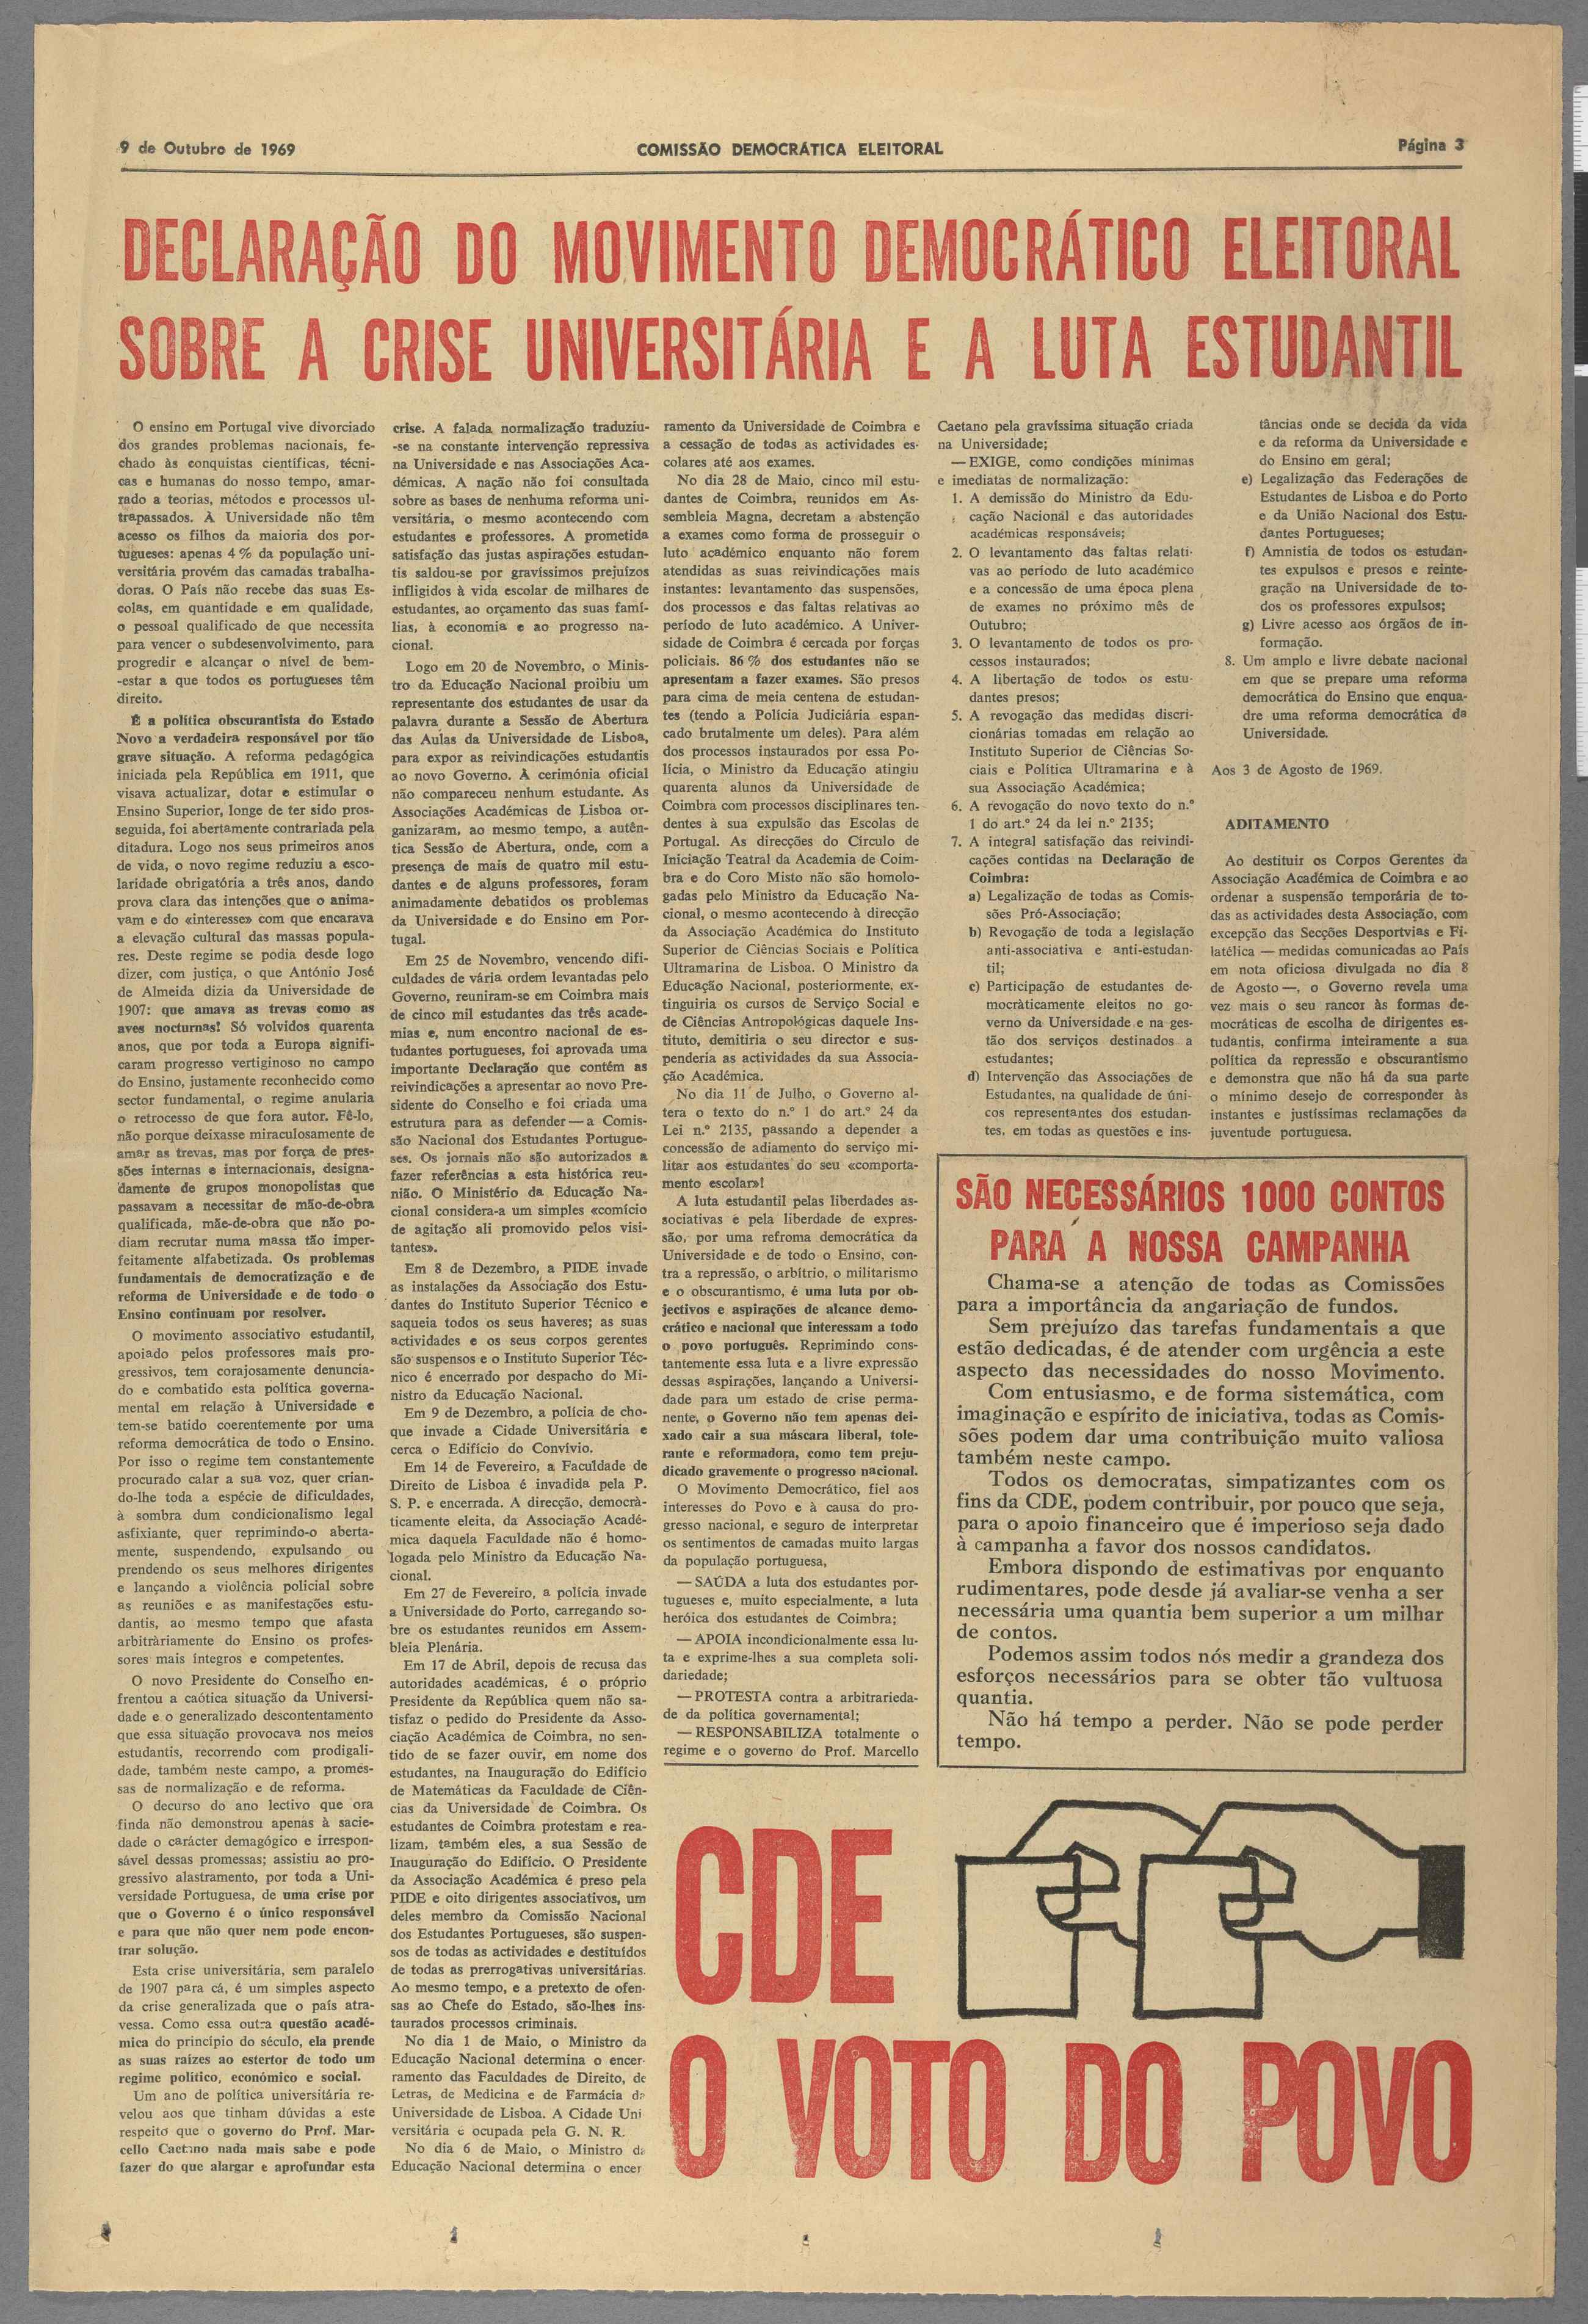 9 de Outubro de 1969
COMISSÃO DEMOCRÁTICA ELEITORAL
Página 3
DECLARAÇÃO DO MOVIMENTO DEMOCRÁTICO ELEITORAL
SOBRE A CRISE UNIVERSITÁRIA E A LUTA ESTUDANTIL
O ensino em Portugal vive divorciado
dos grandes problemas nacionais, fe-
chado às conquistas científicas, técni-
cas e humanas do nosso tempo, amar-
rado a teorias, métodos e processos ul-
trapassados. À Universidade não têm
acesso os filhos da maioria dos por-
tugueses: apenas 4 % da população uni-
versitária provém das camadas trabalha-
doras. O País não recebe das suas Es-
colas, em quantidade e em qualidade,
o pessoal qualificado de que necessita
para vencer o subdesenvolvimento, para
progredir e alcançar o nível de bem-
-estar a que todos os portugueses têm
direito.
É a política obscurantista do Estado
Novo a verdadeira responsável por tão
grave situação. A reforma pedagógica
iniciada pela República em 1911, que
visava actualizar, dotar e estimular o
Ensino Superior, longe de ter sido pros-
seguida, foi abertamente contrariada pela
ditadura. Logo nos seus primeiros anos
de vida, o novo regime reduziu a esco-
laridade obrigatória a três anos, dando
prova clara das intenções que o anima-
vam e do «interesse» com que encarava
a elevação cultural das massas popula-
res. Deste regime se podia desde logo
dizer, com justiça, o que António José
de Almeida dizia da Universidade de
1907: que amava as trevas como as
aves nocturnas! Só volvidos quarenta
anos, que por toda a Europa signifi-
caram progresso vertiginoso no campo
do Ensino, justamente reconhecido como
sector fundamental, o regime anularia
o retrocesso de que fora autor. Fê-lo,
não porque deixasse miraculosamente de
amar as trevas, mas por força de pres-
sões internas e internacionais, designa-
damente de grupos monopolistas que
passavam a necessitar de mão-de-obra
qualificada, mãe-de-obra que não po-
diam recrutar numa massa tão imper-
feitamente alfabetizada. Os problemas
fundamentais de democratização e de
reforma de Universidade e de todo o
Ensino continuam por resolver.
O movimento associativo estudantil,
apoiado pelos professores mais pro-
gressivos, tem corajosamente denuncia-
do e combatido esta política governa-
mental em relação à Universidade e
tem-se batido coerentemente por uma
reforma democrática de todo o Ensino.
Por isso o regime tem constantemente
procurado calar a sua voz, quer crian-
do-lhe toda a espécie de dificuldades,
à sombra dum condicionalismo legal
asfixiante, quer reprimindo-o aberta-
mente, suspendendo, expulsando ou
prendendo os seus melhores dirigentes
e lançando a violência policial sobre
as reuniões e as manifestações estu-
dantis, ao mesmo tempo que afasta
arbitràriamente do Ensino os profes-
sores mais íntegros e competentes.
O novo Presidente do Conselho en-
frentou a caótica situação da Universi-
dade e o generalizado descontentamento
que essa situação provocava nos meios
estudantis, recorrendo com prodigali-
dade, também neste campo, a promes-
sas de normalização e de reforma.
O decurso do ano lectivo que ora
finda não demonstrou apenas à sacie-
dade o carácter demagógico e irrespon-
sável dessas promessas; assistiu ao pro-
gressivo alastramento, por toda a Uni-
versidade Portuguesa, de uma crise por
que o Governo é o único responsável
e para que não quer nem pode encon-
trar solução.
Esta crise universitária, sem paralelo
de 1907 para cá, é um simples aspecto
da crise generalizada que o país atra-
vessa. Como essa outra questão acadé-
mica do princípio do século, ela prende
as suas raízes ao estertor de todo um
regime político, económico e social.
Um ano de política universitária re-
velou aos que tinham dúvidas a este
respeito que o governo do Prof. Mar-
cello Caetano nada mais sabe e pode
fazer do que alargar e aprofundar esta
crise. A falada normalização traduziu-
-se na constante intervenção repressiva
na Universidade e nas Associações Aca-
démicas. A nação não foi consultada
sobre as bases de nenhuma reforma uni-
versitária, o mesmo acontecendo com
estudantes e professores. A prometida
satisfação das justas aspirações estudan-
tis saldou-se por gravíssimos prejuízos
infligidos à vida escolar de milhares de
estudantes, ao orçamento das suas famí-
lias, à economia e ao progresso na-
cional.
Logo em 20 de Novembro, o Minis-
tro da Educação Nacional proibiu um
representante dos estudantes de usar da
palavra durante a Sessão de Abertura
das Aulas da Universidade de Lisboa,
para expor as reivindicações estudantis
ao novo Governo. À cerimónia oficial
não compareceu nenhum estudante. As
Associações Académicas de Lisboa or-
ganizaram, ao mesmo tempo, a autên-
tica Sessão de Abertura, onde, com a
presença de mais de quatro mil estu-
dantes e de alguns professores, foram
animadamente debatidos os problemas
da Universidade e do Ensino em Por-
tugal.
Em 25 de Novembro, vencendo difi-
culdades de vária ordem levantadas pelo
Governo, reuniram-se em Coimbra mais
de cinco mil estudantes das três acade-
mias e, num encontro nacional de es-
tudantes portugueses, foi aprovada uma
importante Declaração que contém as
reivindicações a apresentar ao novo Pre-
sidente do Conselho e foi criada uma
estrutura para as defender — a Comis-
são Nacional dos Estudantes Portugue-
ses. Os jornais não são autorizados a
fazer referências a esta histórica reu-
nião. O Ministério da Educação Na-
cional considera-a um simples «comício
de agitação ali promovido pelos visi-
tantes».
Em 8 de Dezembro, a PIDE invade
as instalações da Associação dos Estu-
dantes do Instituto Superior Técnico e
saqueia todos os seus haveres; as suas
actividades e os seus corpos gerentes
são suspensos e o Instituto Superior Téc-
nico é encerrado por despacho do Mi-
nistro da Educação Nacional.
Em 9 de Dezembro, a polícia de cho-
que invade a Cidade Universitária e
cerca o Edifício do Convívio.
Em 14 de Fevereiro, a Faculdade de
Direito de Lisboa é invadida pela P.
S. P. e encerrada. A direcção, democrà-
ticamente eleita, da Associação Acadé-
mica daquela Faculdade não é homo-
logada pelo Ministro da Educação Na-
cional.
Em 27 de Fevereiro, a polícia invade
a Universidade do Porto, carregando so-
bre os estudantes reunidos em Assem-
bleia Plenária.
Em 17 de Abril, depois de recusa das
autoridades académicas, é o próprio
Presidente da República quem não sa-
tisfaz o pedido do Presidente da Asso-
ciação Académica de Coimbra, no sen-
tido de se fazer ouvir, em nome dos
estudantes, na Inauguração do Edifício
de Matemáticas da Faculdade de Ciên-
cias da Universidade de Coimbra. Os
estudantes de Coimbra protestam e rea-
lizam, também eles, a sua Sessão de
Inauguração do Edifício. O Presidente
da Associação Académica é preso pela
PIDE e oito dirigentes associativos, um
deles membro da Comissão Nacional
dos Estudantes Portugueses, são suspen-
sos de todas as actividades e destituídos
de todas as prerrogativas universitárias.
Ao mesmo tempo, e a pretexto de ofen-
sas ao Chefe do Estado, são-lhes ins-
taurados processos criminais.
No dia 1 de Maio, o Ministro da
Educação Nacional determina o encer-
ramento das Faculdades de Direito, de
Letras, de Medicina e de Farmácia da
Universidade de Lisboa. A Cidade Uni
versitária é ocupada pela G. N. R.
No dia 6 de Maio, o Ministro da
Educação Nacional determina o encer
ramento da Universidade de Coimbra e
a cessação de todas as actividades es-
colares até aos exames.
No dia 28 de Maio, cinco mil estu-
dantes de Coimbra, reunidos em As-
sembleia Magna, decretam a abstenção
a exames como forma de prosseguir o
luto académico enquanto não forem
atendidas as suas reivindicações mais
instantes: levantamento das suspensões,
dos processos e das faltas relativas ao
período de luto académico. A Univer-
sidade de Coimbra é cercada por forças
policiais. 86 % dos estudantes não se
apresentam a fazer exames. São presos
para cima de meia centena de estudan-
tes (tendo a Polícia Judiciária espan-
cado brutalmente um deles). Para além
dos processos instaurados por essa Po-
lícia, o Ministro da Educação atingiu
quarenta alunos da Universidade de
Coimbra com processos disciplinares ten-
dentes à sua expulsão das Escolas de
Portugal. As direcções do Círculo de
Iniciação Teatral da Academia de Coim-
bra e do Coro Misto não são homolo-
gadas pelo Ministro da Educação Na-
cional, o mesmo acontecendo à direcção
da Associação Académica do Instituto
Superior de Ciências Sociais e Política
Ultramarina de Lisboa. O Ministro da
Educação Nacional, posteriormente, ex-
tinguiria os cursos de Serviço Social e
de Ciências Antropológicas daquele Ins-
tituto, demitiria o seu director e sus-
penderia as actividades da sua Associa-
ção Académica.
No dia 11 de Julho, o Governo al-
tera o texto do n.º 1 do art.º 24 da
Lei n.º 2135, passando a depender a
concessão de adiamento do serviço mi-
litar aos estudantes do seu «comporta-
mento escolar»!
A luta estudantil pelas liberdades as-
sociativas e pela liberdade de expres-
são, por uma refroma democrática da
Universidade e de todo o Ensino, con-
tra a repressão, o arbítrio, o militarismo
e o obscurantismo, é uma luta por ob-
jectivos e aspirações de alcance demo-
crático e nacional que interessam a todo
o povo português. Reprimindo cons-
tantemente essa luta e a livre expressão
dessas aspirações, lançando a Universi-
dade para um estado de crise perma-
nente, o Governo não tem apenas dei-
xado cair a sua máscara liberal, tole-
rante e reformadora, como tem preju-
dicado gravemente o progresso nacional.
O Movimento Democrático, fiel aos
interesses do Povo e à causa do pro-
gresso nacional, e seguro de interpretar
os sentimentos de camadas muito largas
da população portuguesa,
— SAÚDA a luta dos estudantes por-
tugueses e, muito especialmente, a luta
heróica dos estudantes de Coimbra;
— APOIA incondicionalmente essa lu-
ta e exprime-lhes a sua completa soli-
dariedade;
— PROTESTA contra a arbitrarieda-
de da política governamental;
— RESPONSABILIZA totalmente o
regime e o governo do Prof. Marcello
Caetano pela gravíssima situação criada
na Universidade;
— EXIGE, como condições mínimas
e imediatas de normalização:
1. A demissão do Ministro da Edu-
cação Nacional e das autoridades
académicas responsáveis;
2. O levantamento das faltas relati-
vas ao período de luto académico
e a concessão de uma época plena
de exames no próximo mês de
Outubro;
3. O levantamento de todos os pro-
cessos instaurados;
4. A libertação de todos os estu-
dantes presos;
5. A revogação das medidas discri-
cionárias tomadas em relação ao
Instituto Superior de Ciências So-
ciais e Política Ultramarina e à
sua Associação Académica;
6. A revogação do novo texto do n.º
1 do art.º 24 da lei n.º 2135;
7. A integral satisfação das reivindi-
cações contidas na Declaração de
Coimbra:
a) Legalização de todas as Comis-
sões Pró-Associação;
b) Revogação de toda a legislação
anti-associativa e anti-estudan-
til;
c) Participação de estudantes de-
mocràticamente eleitos no go-
verno da Universidade e na ges-
tão dos serviços destinados a
estudantes;
d) Intervenção das Associações de
Estudantes, na qualidade de úni-
cos representantes dos estudan-
tes, em todas as questões e ins-
tâncias onde se decida da vida
e da reforma da Universidade e
do Ensino em geral;
e) Legalização das Federações de
Estudantes de Lisboa e do Porto
e da União Nacional dos Estu-
dantes Portugueses;
f) Amnistia de todos os estudan-
tes expulsos e presos e reinte-
gração na Universidade de to-
dos os professores expulsos;
g) Livre acesso aos órgãos de in-
formação.
8. Um amplo e livre debate nacional
em que se prepare uma reforma
democrática do Ensino que enqua-
dre uma reforma democrática da
Universidade.
Aos 3 de Agosto de 1969.
ADITAMENTO
Ao destituir os Corpos Gerentes da
Associação Académica de Coimbra e ao
ordenar a suspensão temporária de to-
das as actividades desta Associação, com
excepção das Secções Desportvias e Fi-
latélica — medidas comunicadas ao País
em nota oficiosa divulgada no dia 8
de Agosto —, o Governo revela uma
vez mais o seu rancor às formas de-
mocráticas de escolha de dirigentes es-
tudantis, confirma inteiramente a sua
política da repressão e obscurantismo
e demonstra que não há da sua parte
o mínimo desejo de corresponder às
instantes e justíssimas reclamações da
juventude portuguesa.
SÃO NECESSÁRIOS 1000 CONTOS
PARA A NOSSA CAMPANHA
Chama-se a atenção de todas as Comissões
para a importância da angariação de fundos.
Sem prejuízo das tarefas fundamentais a que
estão dedicadas, é de atender com urgência a este
aspecto das necessidades do nosso Movimento.
Com entusiasmo, e de forma sistemática, com
imaginação e espírito de iniciativa, todas as Comis-
sões podem dar uma contribuição muito valiosa
também neste campo.
Todos os democratas, simpatizantes com os
fins da CDE, podem contribuir, por pouco que seja,
para o apoio financeiro que é imperioso seja dado
à campanha a favor dos nossos candidatos.
Embora dispondo de estimativas por enquanto
rudimentares, pode desde já avaliar-se venha a ser
necessária uma quantia bem superior a um milhar
de contos.
Podemos assim todos nós medir a grandeza dos
esforços necessários para se obter tão vultuosa
quantia.
Não há tempo a perder. Não se pode perder
tempo.
CDE
O VOTO DO POVO